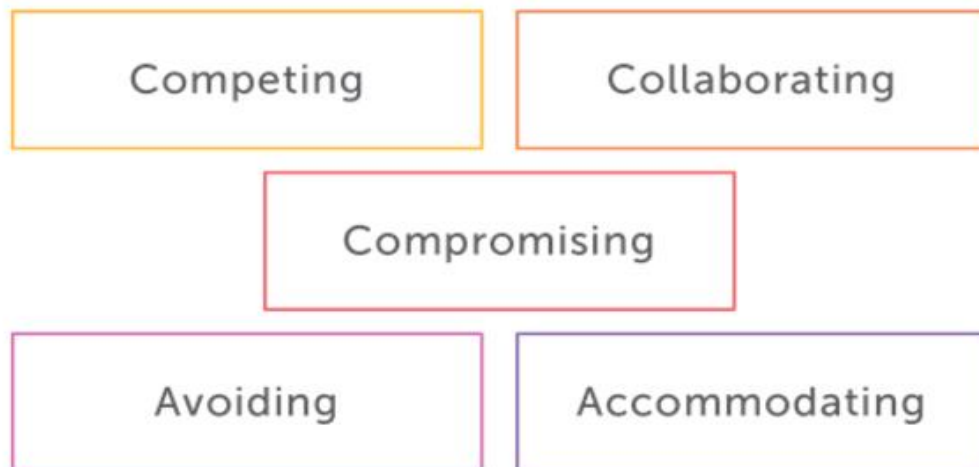 Competing
Collaborating
Compromising
Avoiding
Accommodating